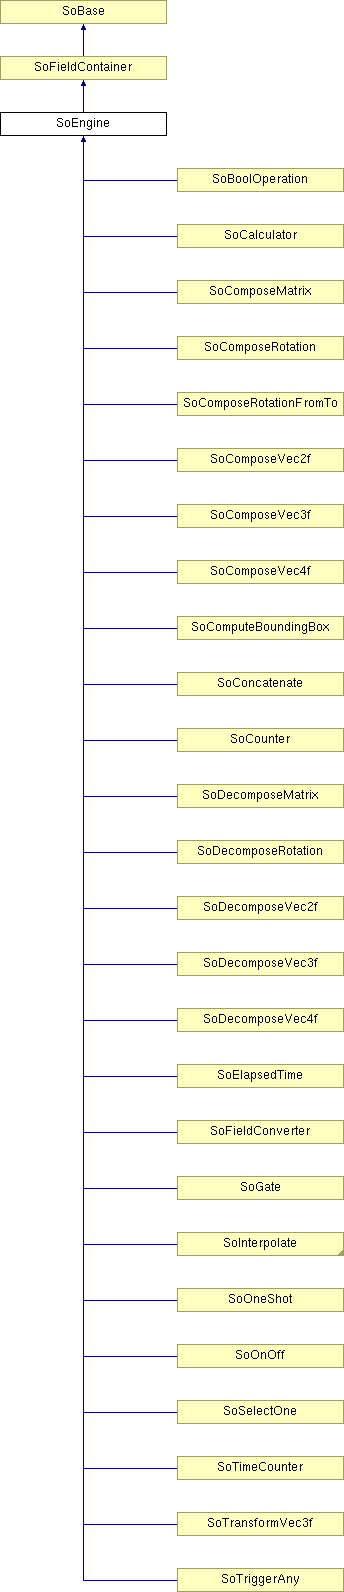 SoBase
SoFieldContainer
SoEngine
SoBoolOperation
SoCalculator
SoComposeMatrix
SoComposeRotation
SoComposeRotationFromTo
SoComposeVec2f
SoComposeVec3f
SoComposeVec4f
SoComputeBoundingBox
SoConcatenate
SoCounter
SoDecomposeMatrix
SoDecomposeRotation
SoDecomposeVec2f
SoDecomposeVec3f
SoDecomposeVec4f
SoElapsedTime
SoFieldConverter
SoGate
SoInterpolate
SoOneShot
SoOnOff
SoSelectOne
SoTimeCounter
SoTransformVec3f
SoTriggerAny